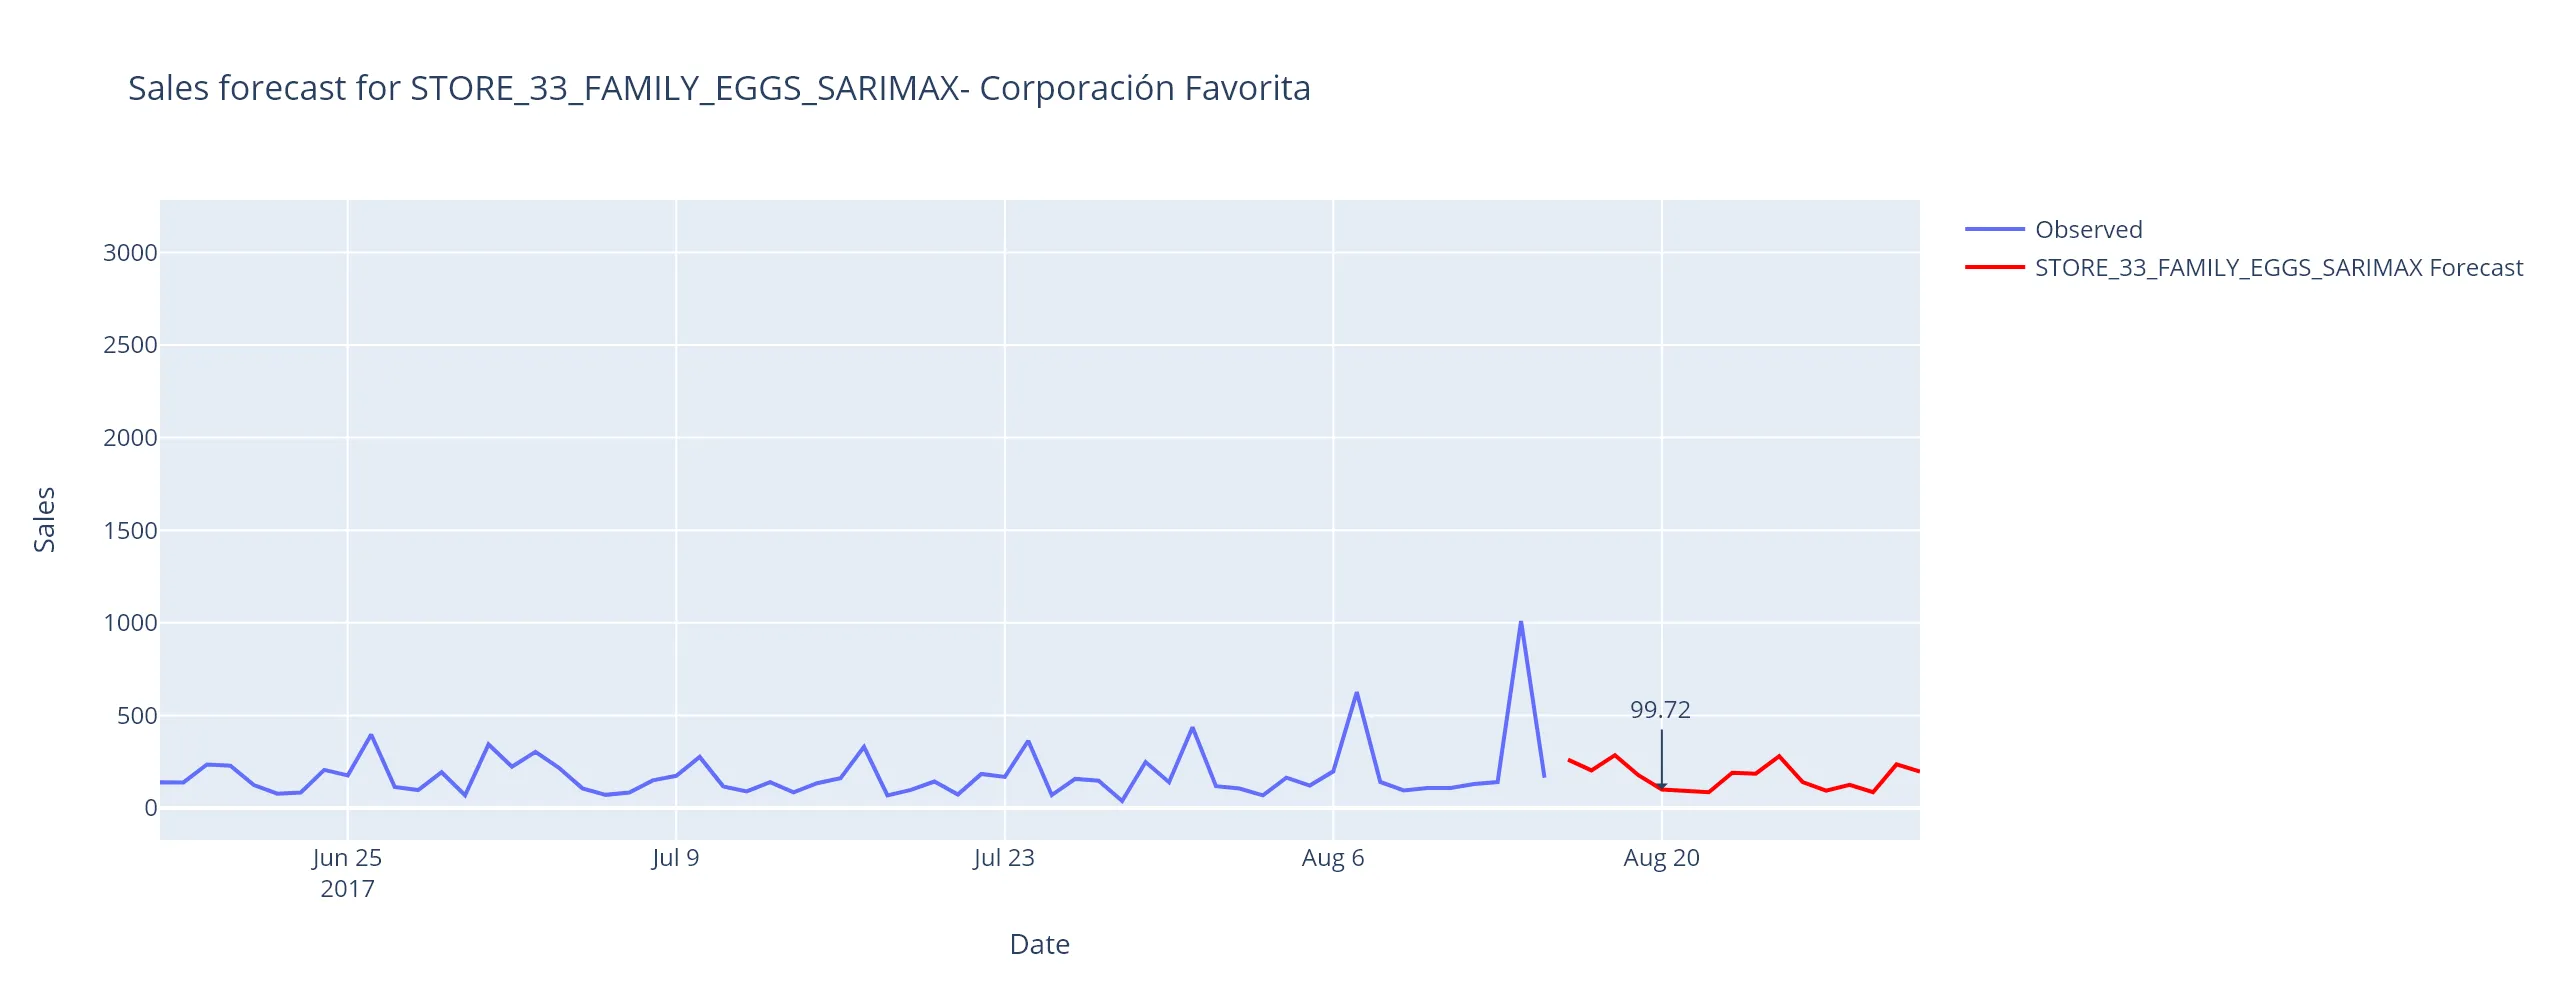 Sales forecast for STORE_33_FAMILY_EGGS_SARIMAX- Corporación Favorita
Observed
STORE_33_FAMILY_EGGS_SARIMAX Forecast
3000
2500
2000
1500
1000
500
0
Sales
99.72
Jun 25
2017
Jul 9
Jul 23
Aug 6
Aug 20
Date